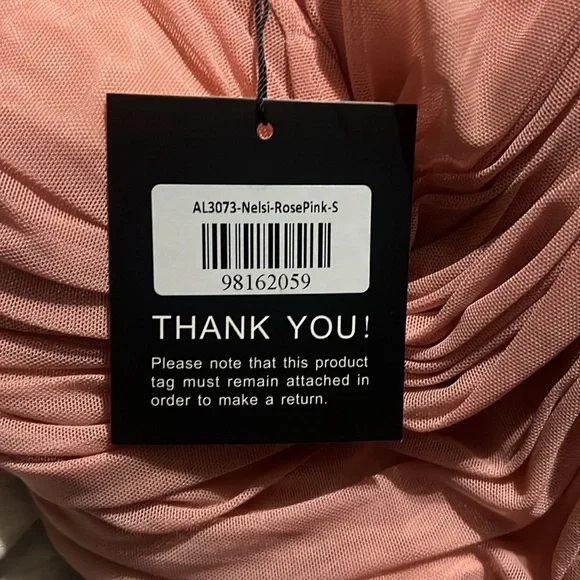 AL3073-Nelsi-RosePink-S
98162059
THANK YOU!
Please note that this product
tag must remain attached in
order to make a return.